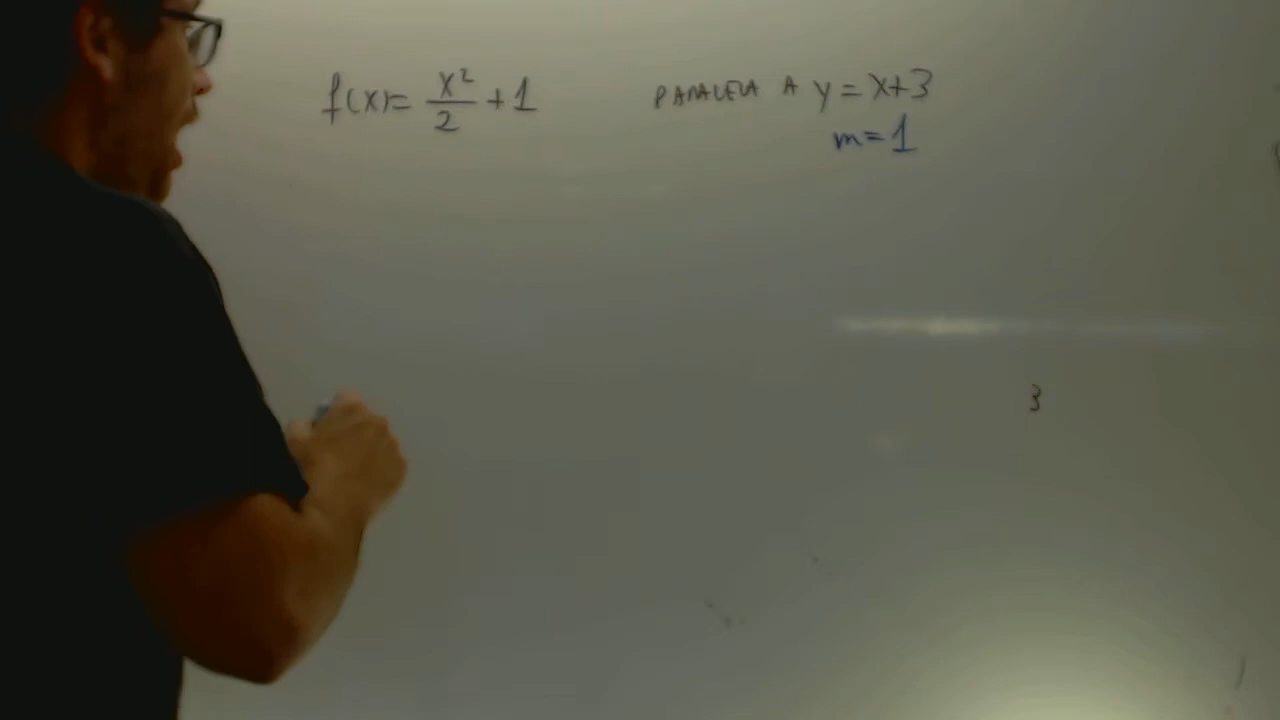 f(x)= x²/2 + 1
PARALELA A y = x+3
m=1
3